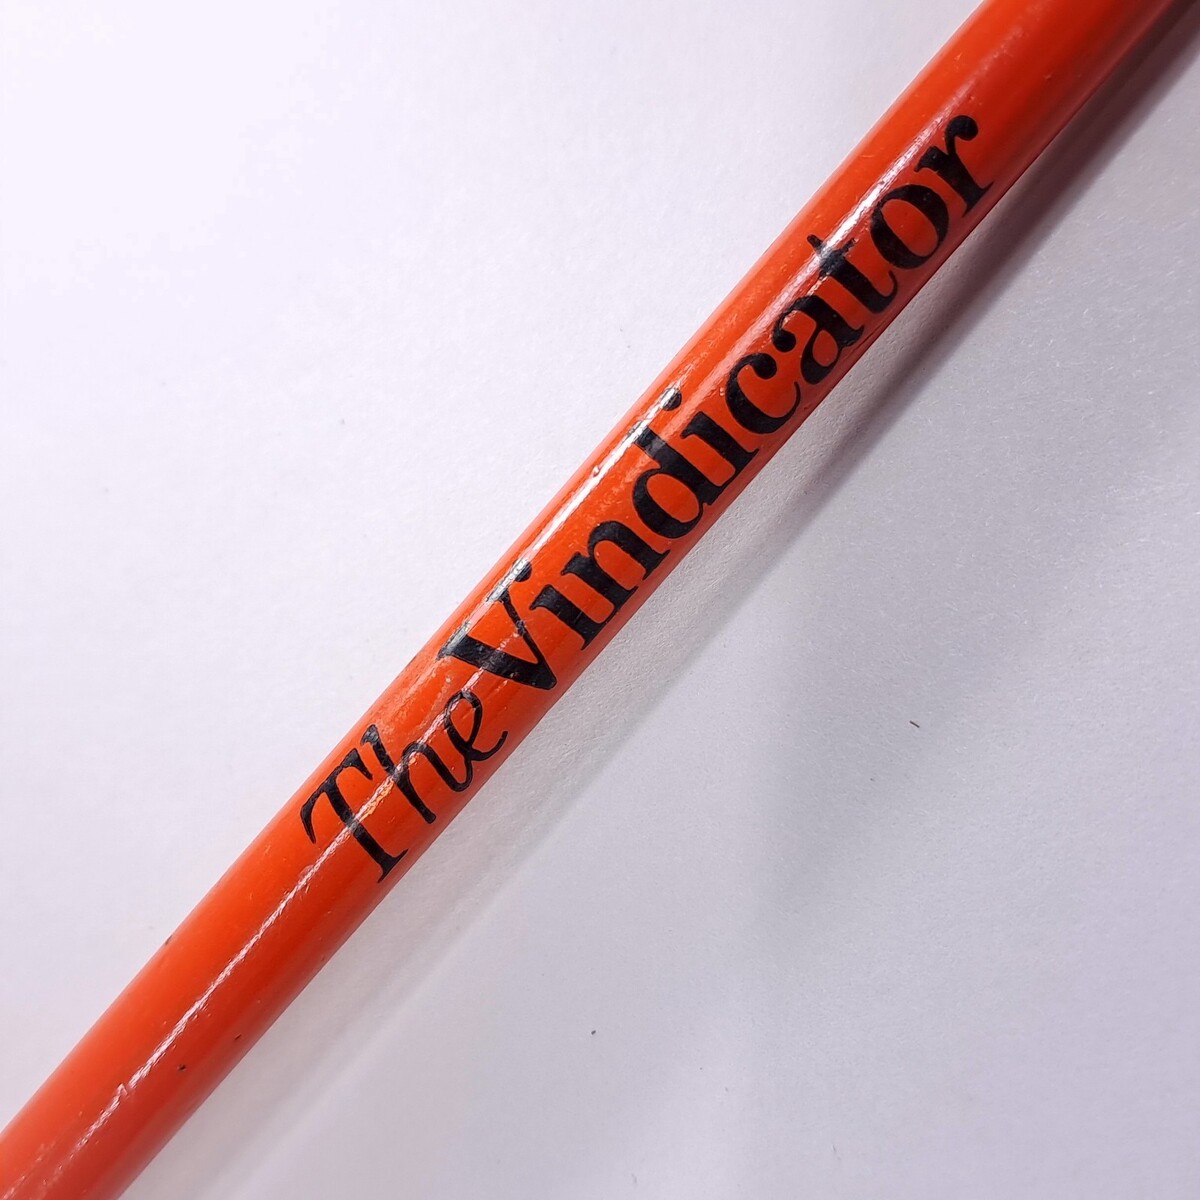 The Vindicator